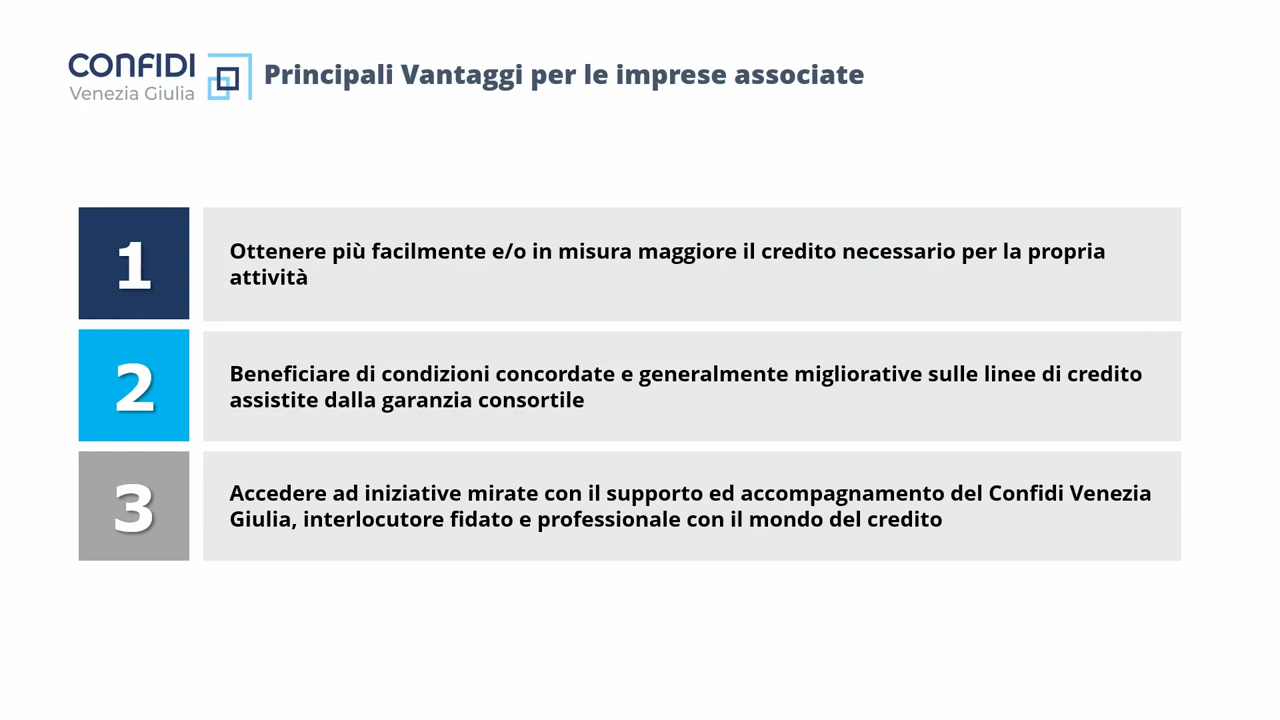 CONFIDI
Venezia Giulia
Principali Vantaggi per le imprese associate
1
Ottenere più facilmente e/o in misura maggiore il credito necessario per la propria
attività
2
Beneficiare di condizioni concordate e generalmente migliorative sulle linee di credito
assistite dalla garanzia consortile
3
Accedere ad iniziative mirate con il supporto ed accompagnamento del Confidi Venezia
Giulia, interlocutore fidato e professionale con il mondo del credito